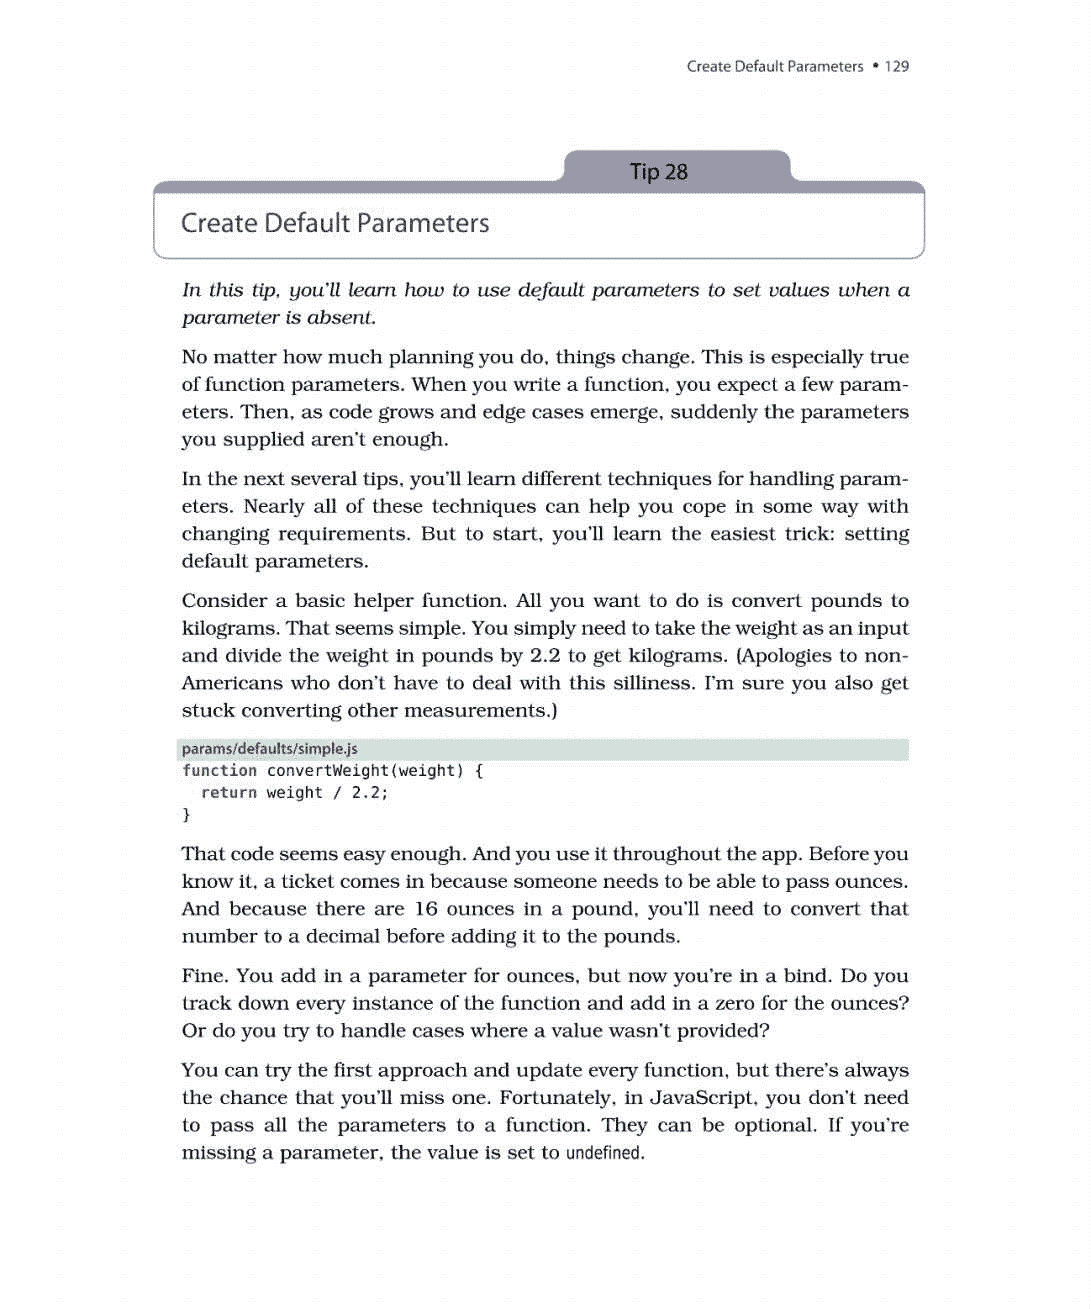 Create Default Parameters • 129
Tip 28
Create Default Parameters
In this tip, you'll learn how to use default parameters to set values when a
parameter is absent.
No matter how much planning you do, things change. This is especially true
of function parameters. When you write a function, you expect a few param-
eters. Then, as code grows and edge cases emerge, suddenly the parameters
you supplied aren't enough.
In the next several tips, you'll learn different techniques for handling param-
eters. Nearly all of these techniques can help you cope in some way with
changing requirements. But to start, you'll learn the easiest trick: setting
default parameters.
Consider a basic helper function. All you want to do is convert pounds to
kilograms. That seems simple. You simply need to take the weight as an input
and divide the weight in pounds by 2.2 to get kilograms. (Apologies to non-
Americans who don't have to deal with this silliness. I'm sure you also get
stuck converting other measurements.)
params/defaults/simple.js
function convertWeight(weight) {
  return weight / 2.2;
}
That code seems easy enough. And you use it throughout the app. Before you
know it, a ticket comes in because someone needs to be able to pass ounces.
And because there are 16 ounces in a pound, you'll need to convert that
number to a decimal before adding it to the pounds.
Fine. You add in a parameter for ounces, but now you're in a bind. Do you
track down every instance of the function and add in a zero for the ounces?
Or do you try to handle cases where a value wasn't provided?
You can try the first approach and update every function, but there's always
the chance that you'll miss one. Fortunately, in JavaScript, you don't need
to pass all the parameters to a function. They can be optional. If you're
missing a parameter, the value is set to undefined.